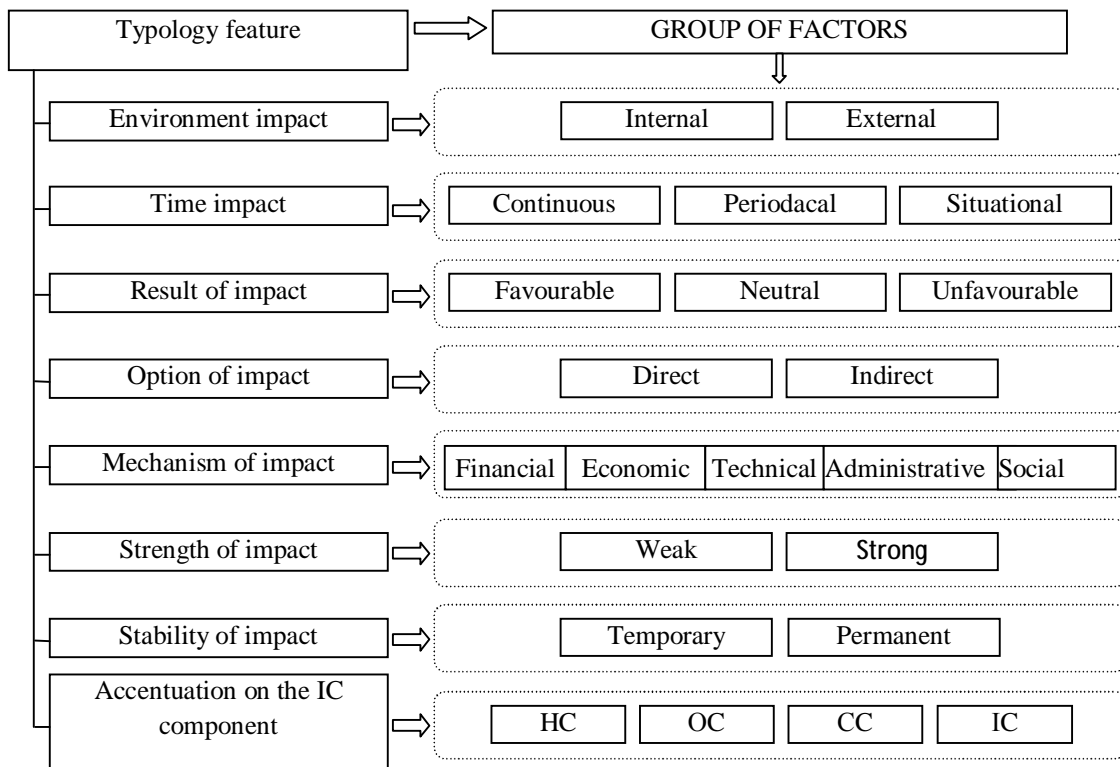 Typology feature
GROUP OF FACTORS
Environment impact
Internal
External
Time impact
Continuous
Periodacal
Situational
Result of impact
Favourable
Neutral
Unfavourable
Option of impact
Direct
Indirect
Mechanism of impact
Financial
Economic
Technical
Administrative
Social
Strength of impact
Weak
Strong
Stability of impact
Temporary
Permanent
Accentuation on the IC
component
HC
OC
CC
IC